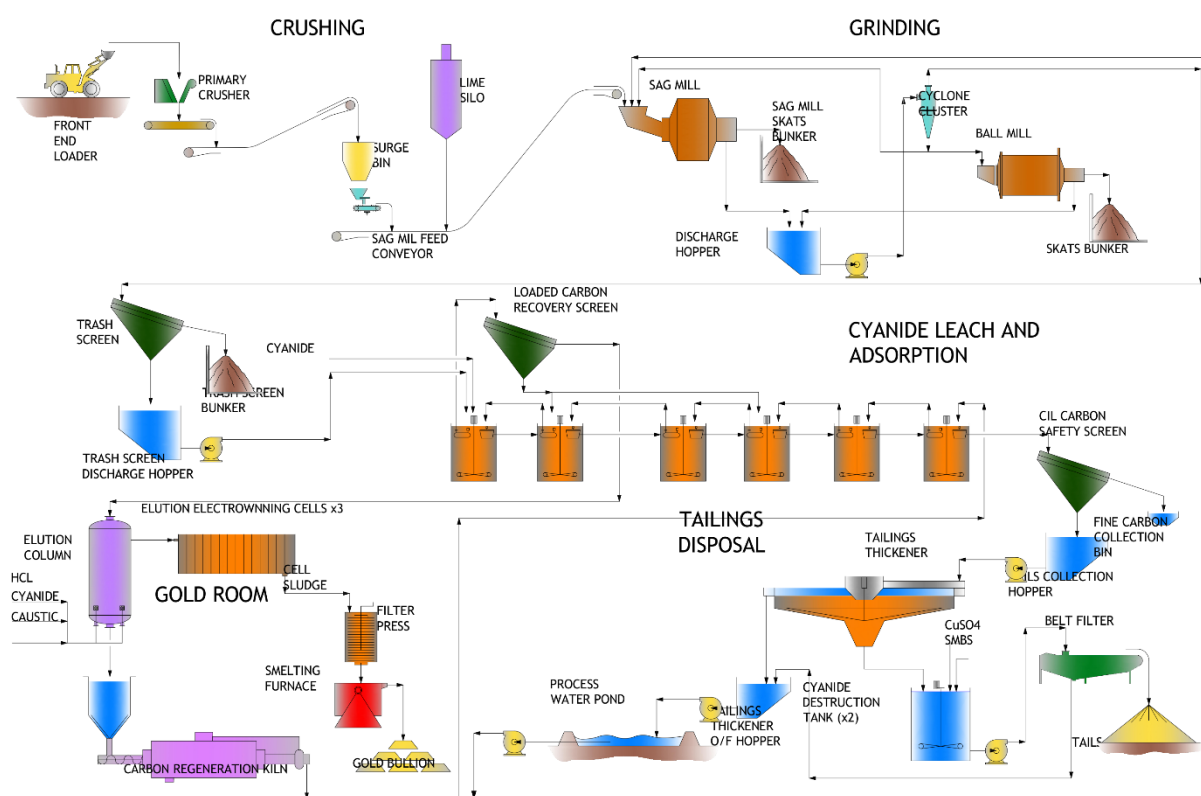 CRUSHING
GRINDING
PRIMARY
CRUSHER
FRONT
END
LOADER
LIME
SILO
SURGE
BIN
SAG MIL FEED
CONVEYOR
SAG MILL
SAG MILL
SKATS
BUNKER
CYCLONE
CLUSTER
BALL MILL
DISCHARGE
HOPPER
SKATS BUNKER
TRASH
SCREEN
TRASH SCREEN
BUNKER
TRASH SCREEN
DISCHARGE HOPPER
CYANIDE
LOADED CARBON
RECOVERY SCREEN
CYANIDE LEACH AND
ADSORPTION
CIL CARBON
SAFETY SCREEN
FINE CARBON
COLLECTION
BIN
ILS COLLECTION
HOPPER
ELUTION ELECTROWNNING CELLS x3
ELUTION
COLUMN
HCL
CYANIDE
CAUSTIC
GOLD ROOM
CELL
SLUDGE
FILTER
PRESS
SMELTING
FURNACE
GOLD BULLION
CARBON REGENERATION KILN
TAILINGS
DISPOSAL
TAILINGS
THICKENER
CuSO4
SMBS
BELT FILTER
PROCESS
WATER POND
TAILINGS
THICKENER
O/F HOPPER
CYANIDE
DESTRUCTION
TANK (x2)
TAILS